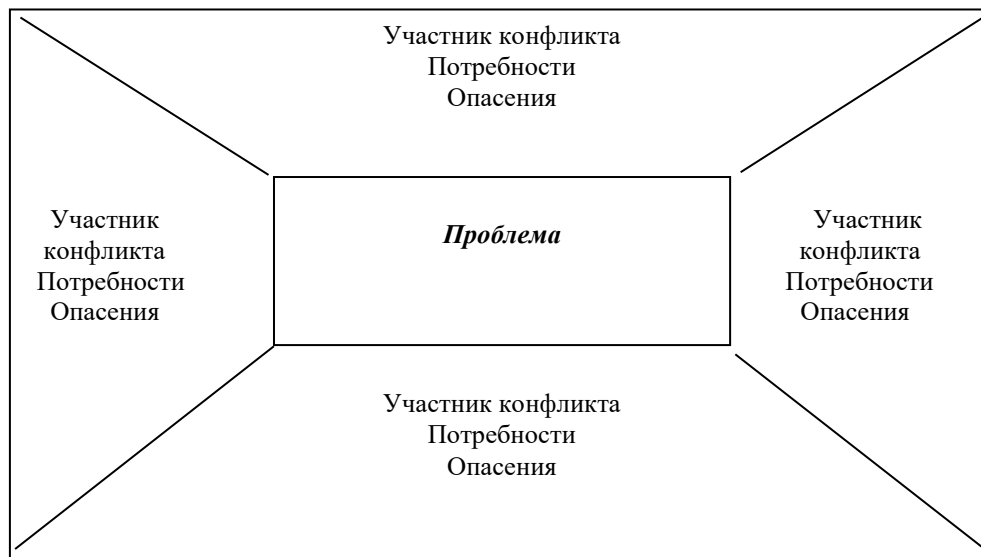 Участник конфликта
Потребности
Опасения
Участник
конфликта
Потребности
Опасения
Проблема
Участник
конфликта
Потребности
Опасения
Участник конфликта
Потребности
Опасения